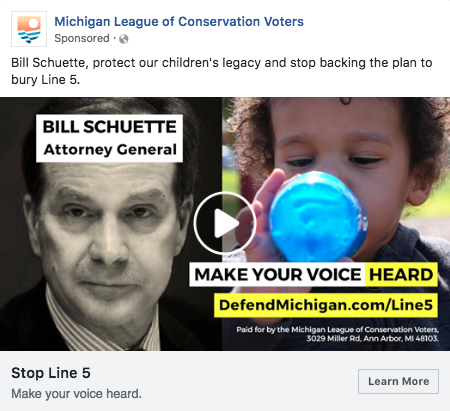 Michigan League of Conservation Voters
Sponsored ·
Bill Schuette, protect our children's legacy and stop backing the plan to
bury Line 5.
BILL SCHUETTE
Attorney General
MAKE YOUR VOICE HEARD
DefendMichigan.com/Line5
Paid for by the Michigan League of Conservation Voters,
3029 Miller Rd, Ann Arbor, MI 48103.
Stop Line 5
Make your voice heard.
Learn More